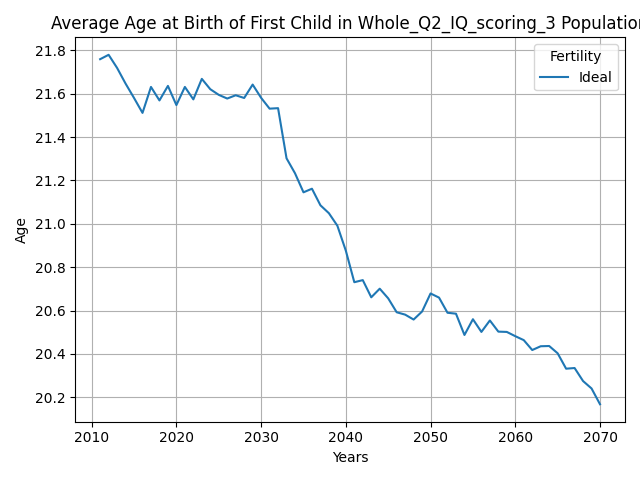 Average Age at Birth of First Child in Whole_Q2_IQ_scoring_3 Population
Fertility
Ideal
21.8
21.6
21.4
21.2
21.0
20.8
20.6
20.4
20.2
Age
2010 2020 2030 2040 2050 2060 2070
Years